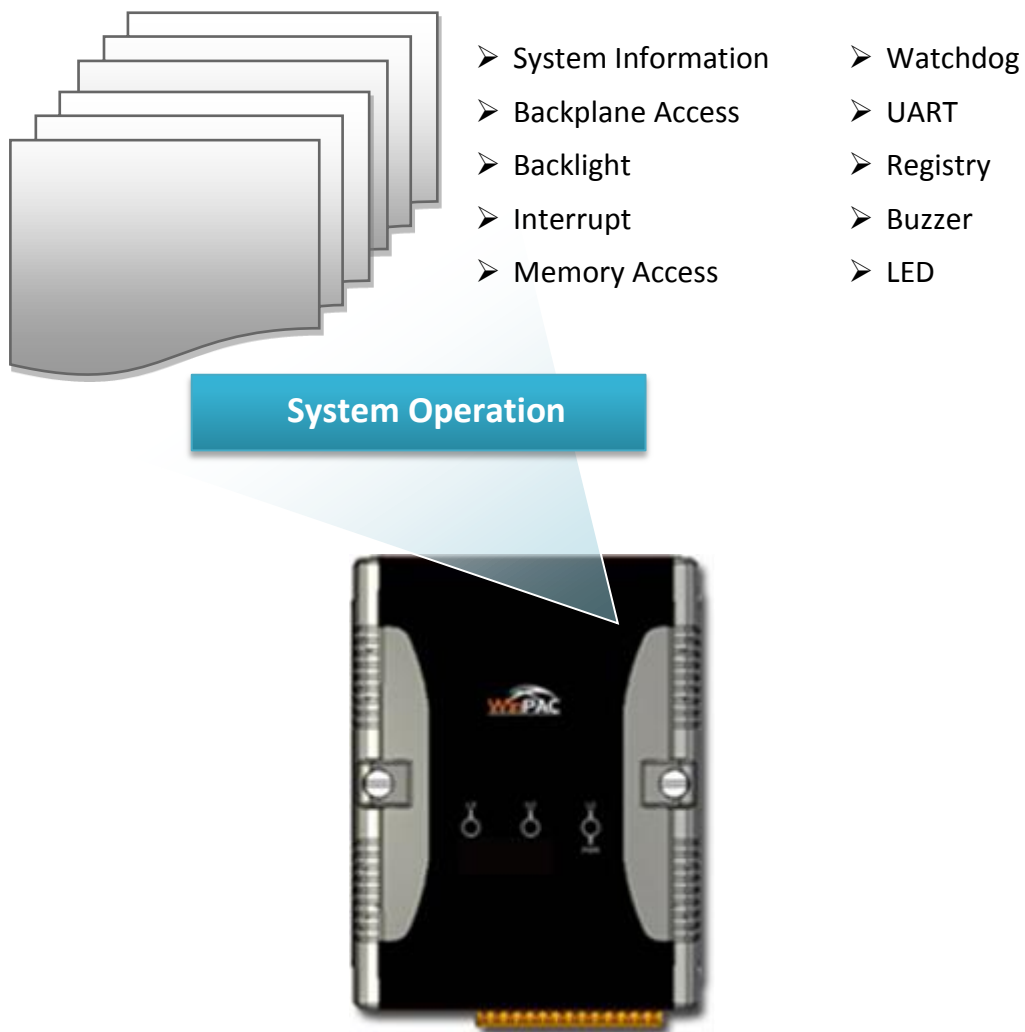 ➢ System Information
➢ Backplane Access
➢ Backlight
➢ Interrupt
➢ Memory Access
➢ Watchdog
➢ UART
➢ Registry
➢ Buzzer
➢ LED
System Operation
WinPAC